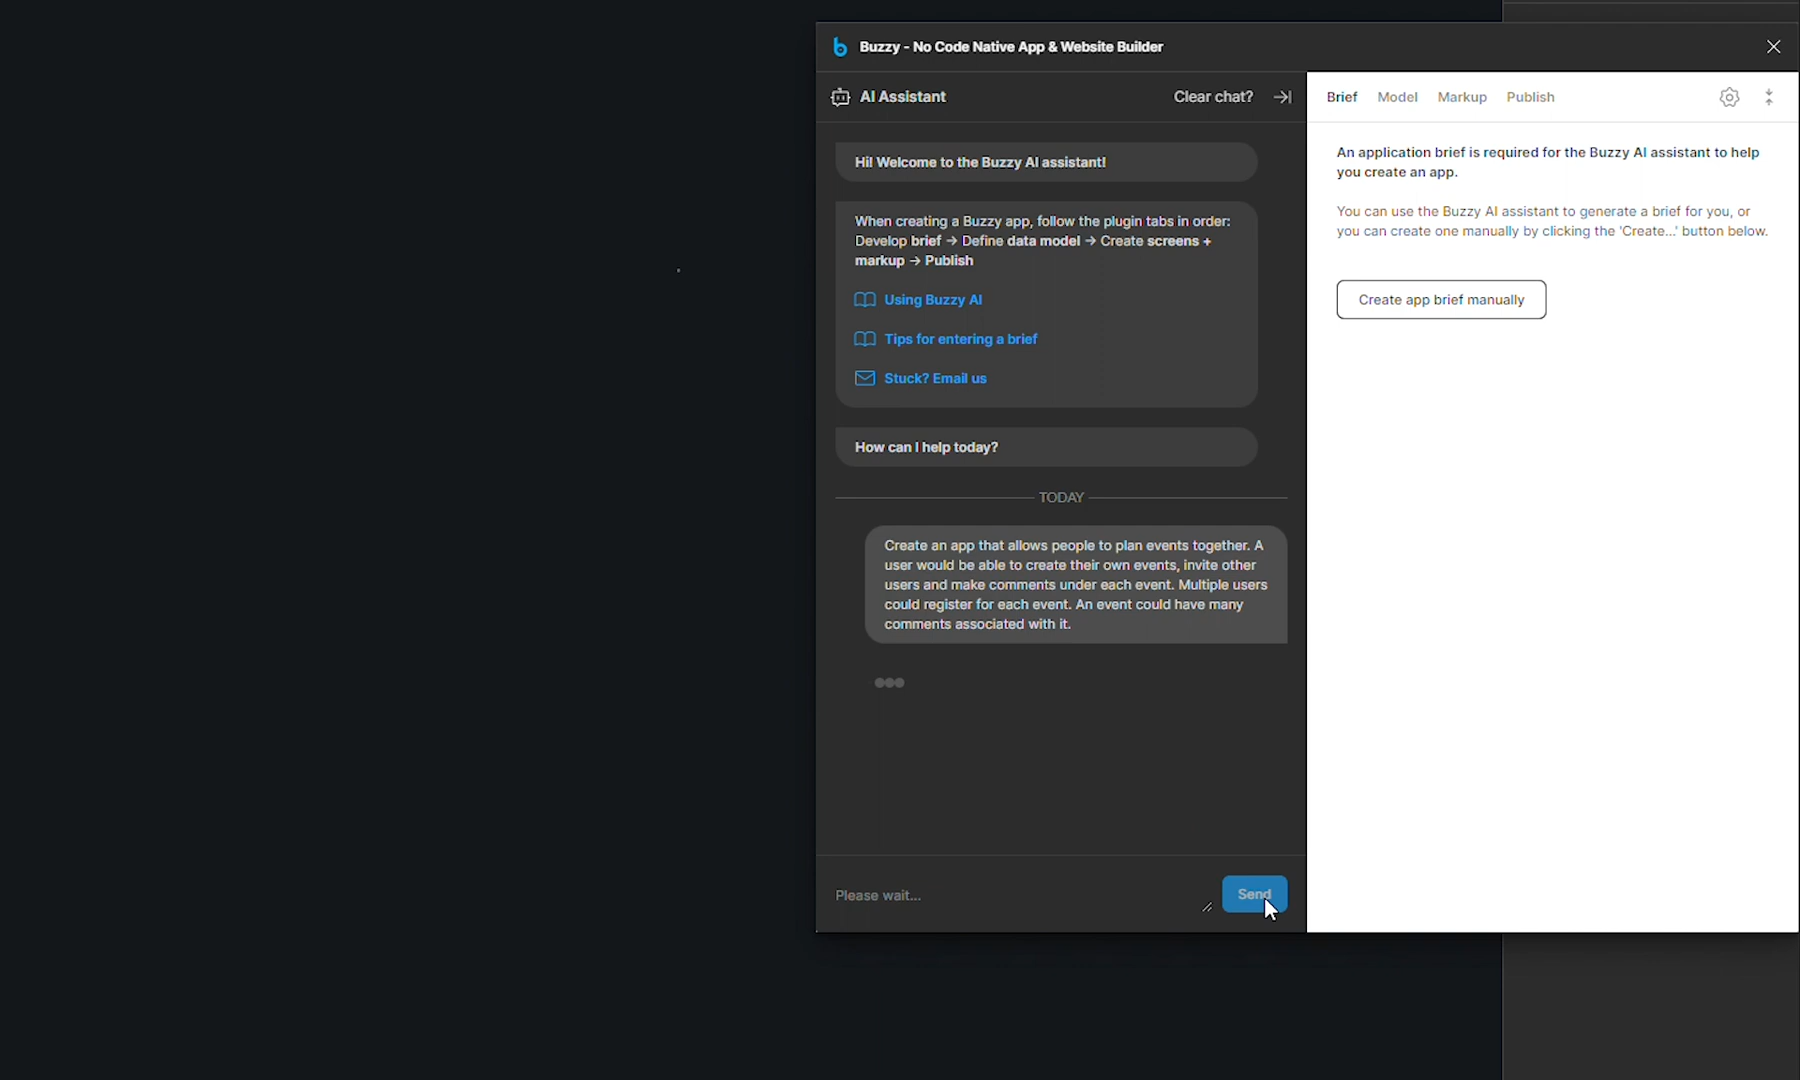 Buzzy - No Code Native App & Website Builder
AI Assistant
Clear chat?
Hi! Welcome to the Buzzy AI assistant!
When creating a Buzzy app, follow the plugin tabs in order:
Develop brief → Define data model → Create screens +
markup → Publish
Using Buzzy AI
Tips for entering a brief
Stuck? Email us
How can I help today?
TODAY
Create an app that allows people to plan events together. A
user would be able to create their own events, invite other
users and make comments under each event. Multiple users
could register for each event. An event could have many
comments associated with it.
Please wait...
Send
Brief Model Markup Publish
An application brief is required for the Buzzy AI assistant to help
you create an app.
You can use the Buzzy AI assistant to generate a brief for you, or
you can create one manually by clicking the 'Create...' button below.
Create app brief manually